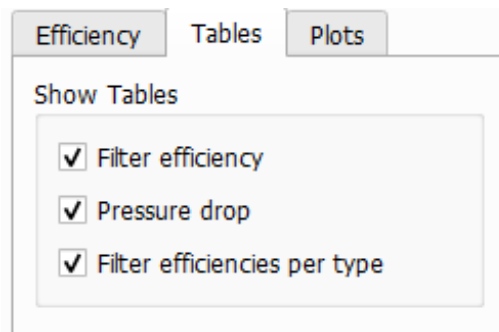 Efficiency Tables Plots
Show Tables
Filter efficiency
Pressure drop
Filter efficiencies per type